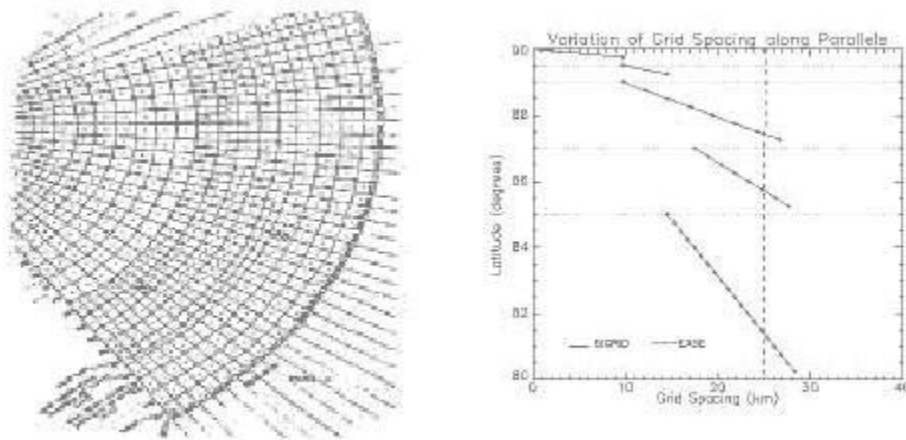 Variation of Grid Spacing along Parallels
90
88
86
84
82
80
Latitude (degrees)
EASE
0 10 20 30 40
Grid Spacing (km)